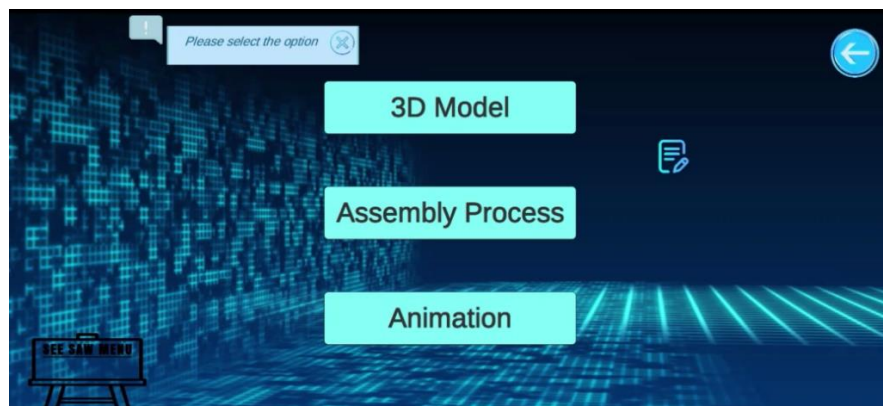 !
Please select the option
3D Model
Assembly Process
Animation
SEE SAW MENU